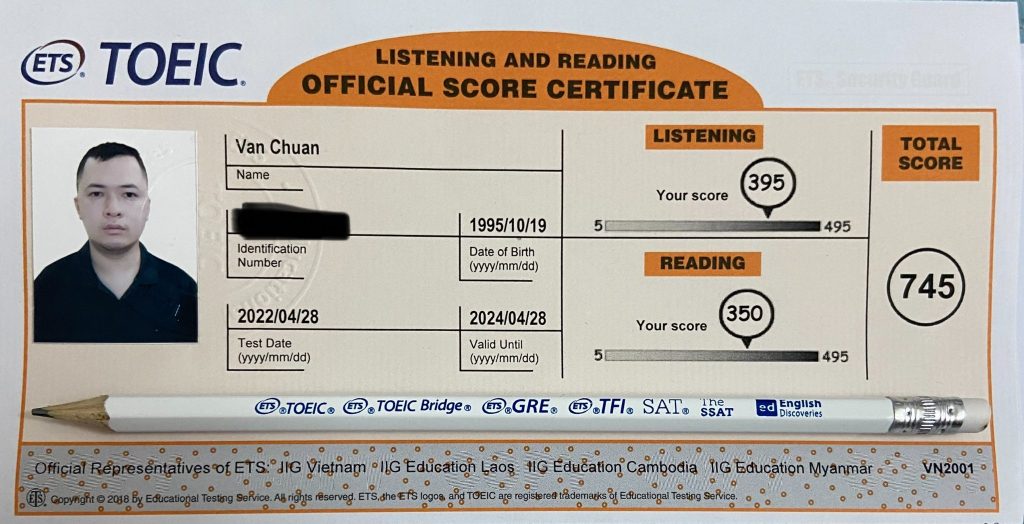 ETS® TOEIC®
LISTENING AND READING
OFFICIAL SCORE CERTIFICATE
ETS. Security Guard
Van Chuan
Name
Identification
Number
1995/10/19
Date of Birth
(yyyy/mm/dd)
2022/04/28
Test Date
(yyyy/mm/dd)
2024/04/28
Valid Until
(yyyy/mm/dd)
LISTENING
Your score
395
5
495
READING
Your score
350
5
495
TOTAL
SCORE
745
ETS® TOEIC® ETS® TOEIC Bridge® ETS® GRE® ETS® TFI® SAT® The SSAT ed English Discoveries
Official Representatives of ETS: IIG Vietnam IIG Education Laos IIG Education Cambodia IIG Education Myanmar VN2001
ETS Copyright © 2018 by Educational Testing Service. All rights reserved. ETS, the ETS logos, and TOEIC are registered trademarks of Educational Testing Service.